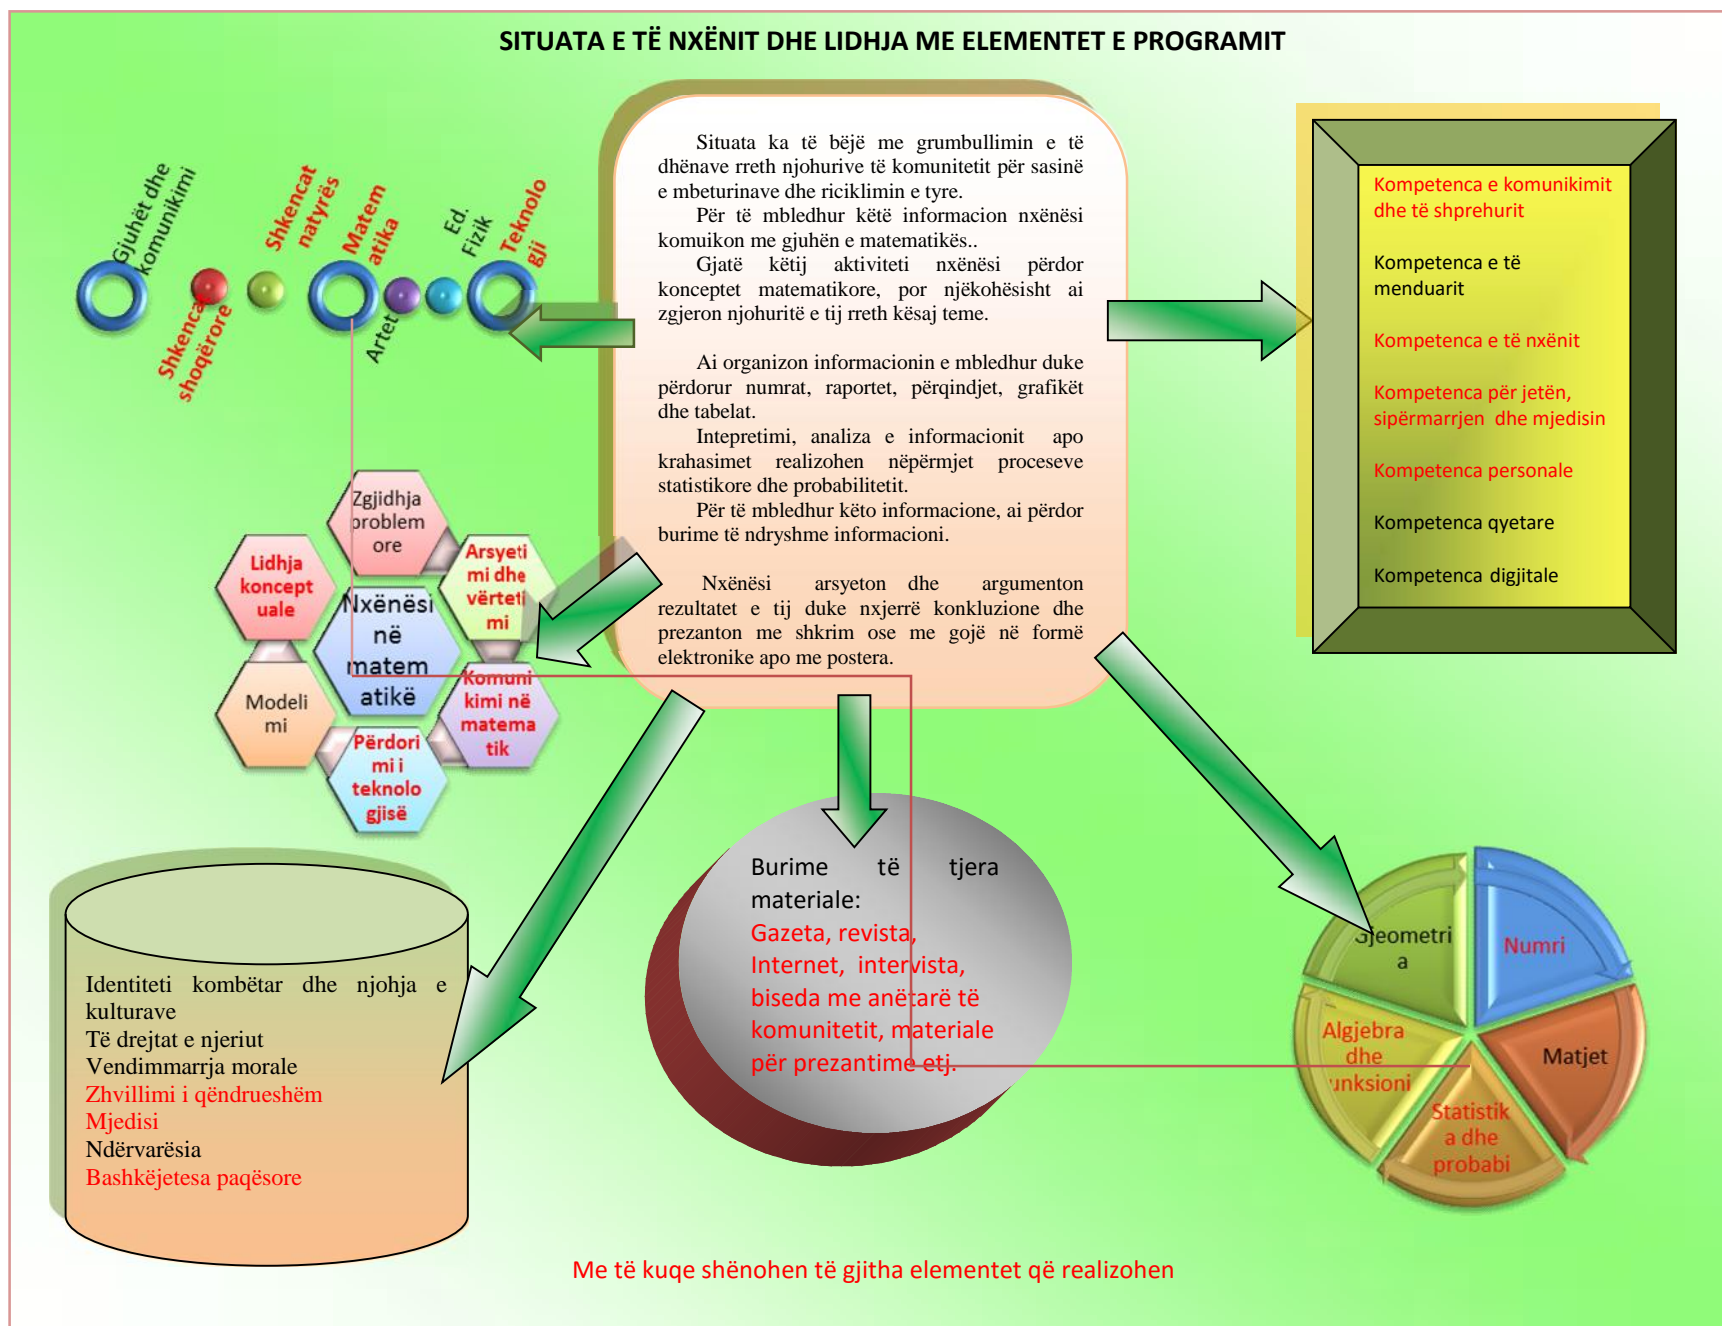 SITUATA E TË NXËNIT DHE LIDHJA ME ELEMENTET E PROGRAMIT
Gjuhët dhe
komunikimi
Shkencat
shoqërore
Shkencat
natyrës
Matem
atika
Artet
Ed.
Fizik
Teknolo
gji
Situata ka të bëjë me grumbullimin e të
dhënave rreth njohurive të komunitetit për sasinë
e mbeturinave dhe riciklimin e tyre.
Për të mbledhur këtë informacion nxënësi
komuikon me gjuhën e matematikës..
Gjatë këtij aktiviteti nxënësi përdor
konceptet matematikore, por njëkohësisht ai
zgjeron njohuritë e tij rreth kësaj teme.
Ai organizon informacionin e mbledhur duke
përdorur numrat, raportet, përqindjet, grafikët
dhe tabelat.
Intepretimi, analiza e informacionit apo
krahasimet realizohen nëpërmjet proceseve
statistikore dhe probabilitetit.
Për të mbledhur këto informacione, ai përdor
burime të ndryshme informacioni.
Nxënësi arsyeton dhe argumenton
rezultatet e tij duke nxjerrë konkluzione dhe
prezanton me shkrim ose me gojë në formë
elektronike apo me postera.
Kompetenca e komunikimit
dhe të shprehurit
Kompetenca e të
menduarit
Kompetenca e të nxënit
Kompetenca për jetën,
sipërmarrjen dhe mjedisin
Kompetenca personale
Kompetenca qyetare
Kompetenca digjitale
Zgjidhja
problem
ore
Arsyeti
mi dhe
vërteti
mi
Komuni
kimi në
matema
tik
Përdori
mi i
teknolo
gjisë
Modeli
mi
Lidhja
koncept
uale
Nxënësi
në
matem
atikë
Identiteti kombëtar dhe njohja e
kulturave
Të drejtat e njeriut
Vendimmarrja morale
Zhvillimi i qëndrueshëm
Mjedisi
Ndërvarësia
Bashkëjetesa paqësore
Burime të tjera
materiale:
Gazeta, revista,
Internet, intervista,
biseda me anëtarë të
komunitetit, materiale
për prezantime etj.
Gjeometri
a
Numri
Matjet
Statistik
a dhe
probabi
Algjebra
dhe
unksioni
Me të kuqe shënohen të gjitha elementet që realizohen